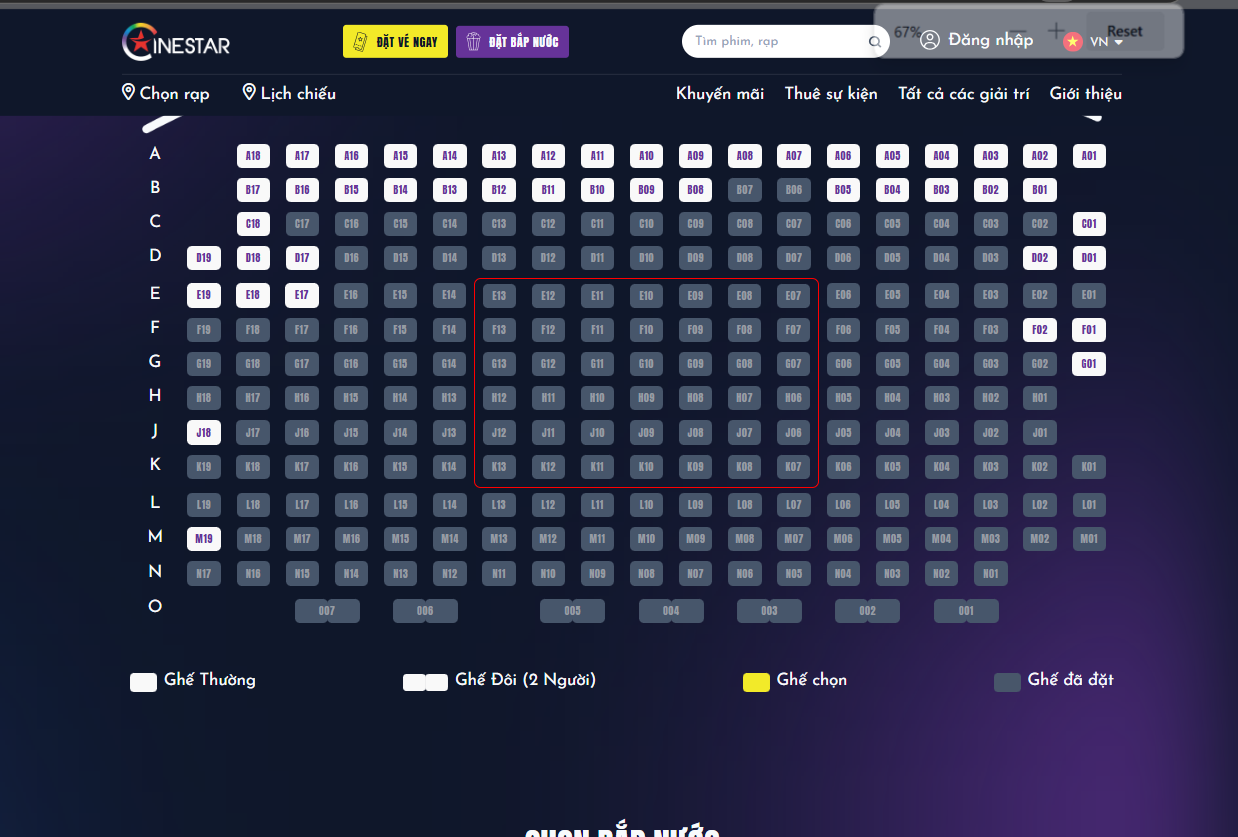 67% Reset
CINESTAR ĐẶT VÉ NGAY ĐẶT BẮP NƯỚC Tìm phim, rạp Đăng nhập VN
Chọn rạp Lịch chiếu Khuyến mãi Thuê sự kiện Tất cả các giải trí Giới thiệu
A A18 A17 A16 A15 A14 A13 A12 A11 A10 A09 A08 A07 A06 A05 A04 A03 A02 A01
B B17 B16 B15 B14 B13 B12 B11 B10 B09 B08 B07 B06 B05 B04 B03 B02 B01
C C18 C17 C16 C15 C14 C13 C12 C11 C10 C09 C08 C07 C06 C05 C04 C03 C02 C01
D D19 D18 D17 D16 D15 D14 D13 D12 D11 D10 D09 D08 D07 D06 D05 D04 D03 D02 D01
E E19 E18 E17 E16 E15 E14 E13 E12 E11 E10 E09 E08 E07 E06 E05 E04 E03 E02 E01
F F19 F18 F17 F16 F15 F14 F13 F12 F11 F10 F09 F08 F07 F06 F05 F04 F03 F02 F01
G G19 G18 G17 G16 G15 G14 G13 G12 G11 G10 G09 G08 G07 G06 G05 G04 G03 G02 G01
H H18 H17 H16 H15 H14 H13 H12 H11 H10 H09 H08 H07 H06 H05 H04 H03 H02 H01
J J18 J17 J16 J15 J14 J13 J12 J11 J10 J09 J08 J07 J06 J05 J04 J03 J02 J01
K K19 K18 K17 K16 K15 K14 K13 K12 K11 K10 K09 K08 K07 K06 K05 K04 K03 K02 K01
L L19 L18 L17 L16 L15 L14 L13 L12 L11 L10 L09 L08 L07 L06 L05 L04 L03 L02 L01
M M19 M18 M17 M16 M15 M14 M13 M12 M11 M10 M09 M08 M07 M06 M05 M04 M03 M02 M01
N N17 N16 N15 N14 N13 N12 N11 N10 N09 N08 N07 N06 N05 N04 N03 N02 N01
O 007 006 005 004 003 002 001
Ghế Thường Ghế Đôi (2 Người) Ghế chọn Ghế đã đặt
CHỌN BẮP NƯỚC